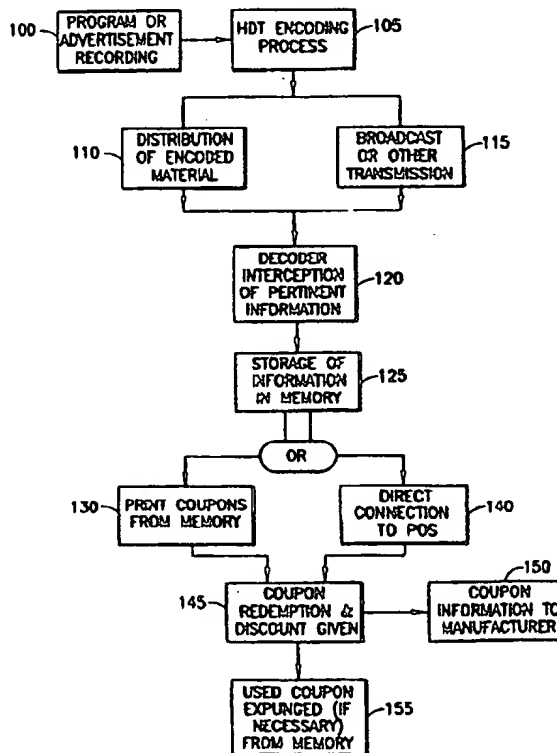 100
PROGRAM OR
ADVERTISEMENT
RECORDING
HDT ENCODING
PROCESS
105
110
DISTRIBUTION
OF ENCODED
MATERIAL
BROADCAST
OR OTHER
TRANSMISSION
115
DECODER
INTERCEPTION
OF PERTINENT
INFORMATION
120
STORAGE OF
INFORMATION
IN MEMORY
125
OR
130
PRINT COUPONS
FROM MEMORY
DIRECT
CONNECTION
TO POS
140
145
COUPON
REDEMPTION &
DISCOUNT GIVEN
150
COUPON
INFORMATION TO
MANUFACTURER
USED COUPON
EXPUNGED (IF
NECESSARY)
FROM MEMORY
155